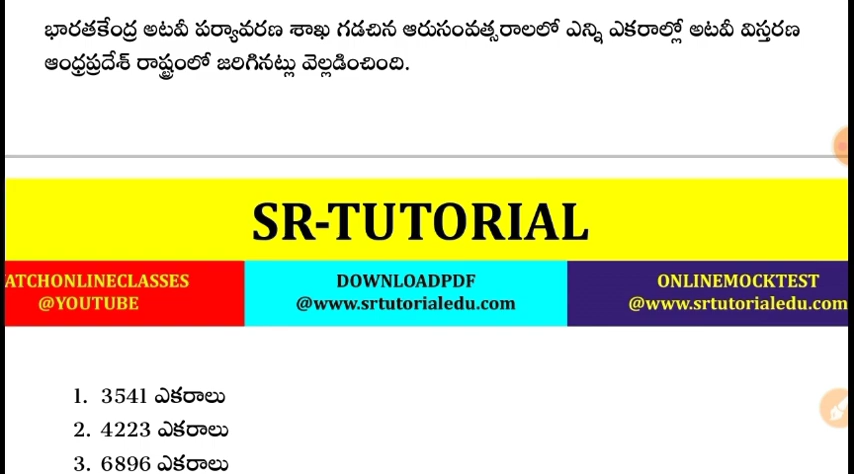 భారతకేంద్ర అటవీ పర్యావరణ శాఖ గడచిన ఆరుసంవత్సరాలలో ఎన్ని ఎకరాల్లో అటవీ విస్తరణ
ఆంధ్రప్రదేశ్ రాష్ట్రంలో జరిగినట్లు వెల్లడించింది.
SR-TUTORIAL
ATCHONLINECLASSES
@YOUTUBE
DOWNLOADPDF
@www.srtutorialedu.com
ONLINEMOCKTEST
@www.srtutorialedu.com
1. 3541 ఎకరాలు
2. 4223 ఎకరాలు
3. 6896 ఎకరాలు